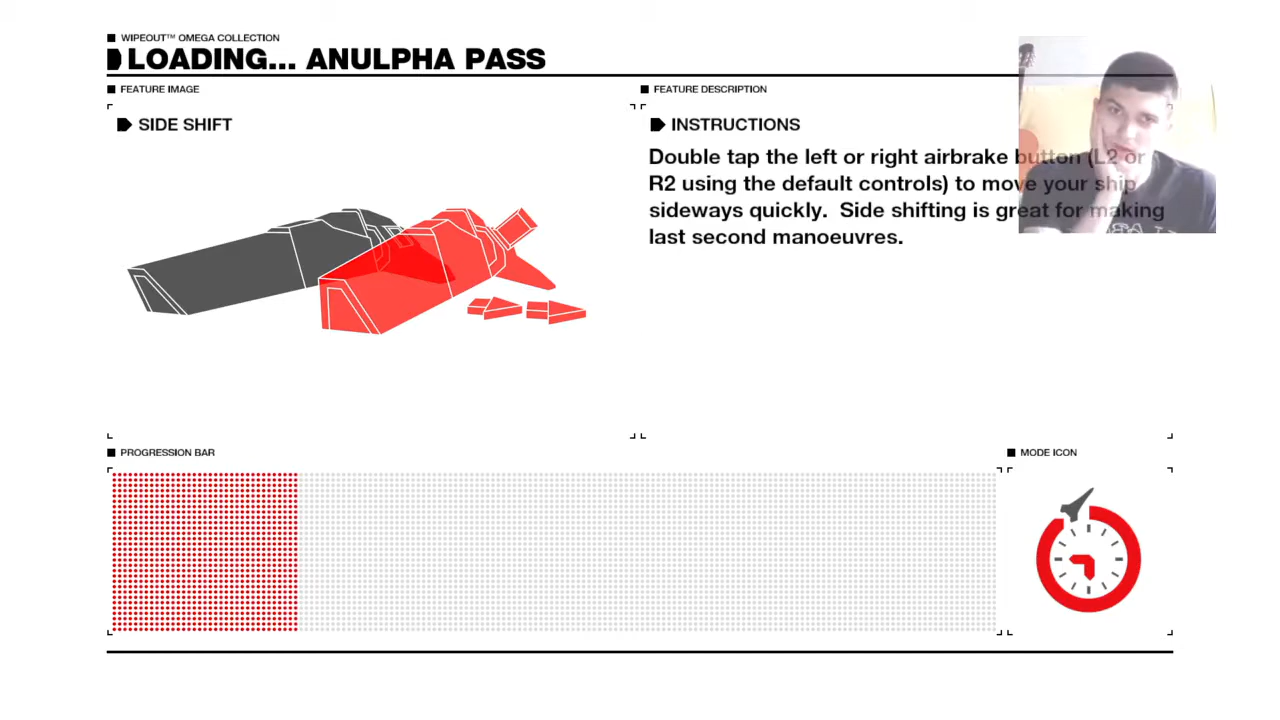 WIPEOUT™ OMEGA COLLECTION
LOADING... ANULPHA PASS
FEATURE IMAGE
FEATURE DESCRIPTION
SIDE SHIFT
INSTRUCTIONS
Double tap the left or right airbrake button (L2 or
R2 using the default controls) to move your ship
sideways quickly. Side shifting is great for making
last second manoeuvres.
PROGRESSION BAR
MODE ICON